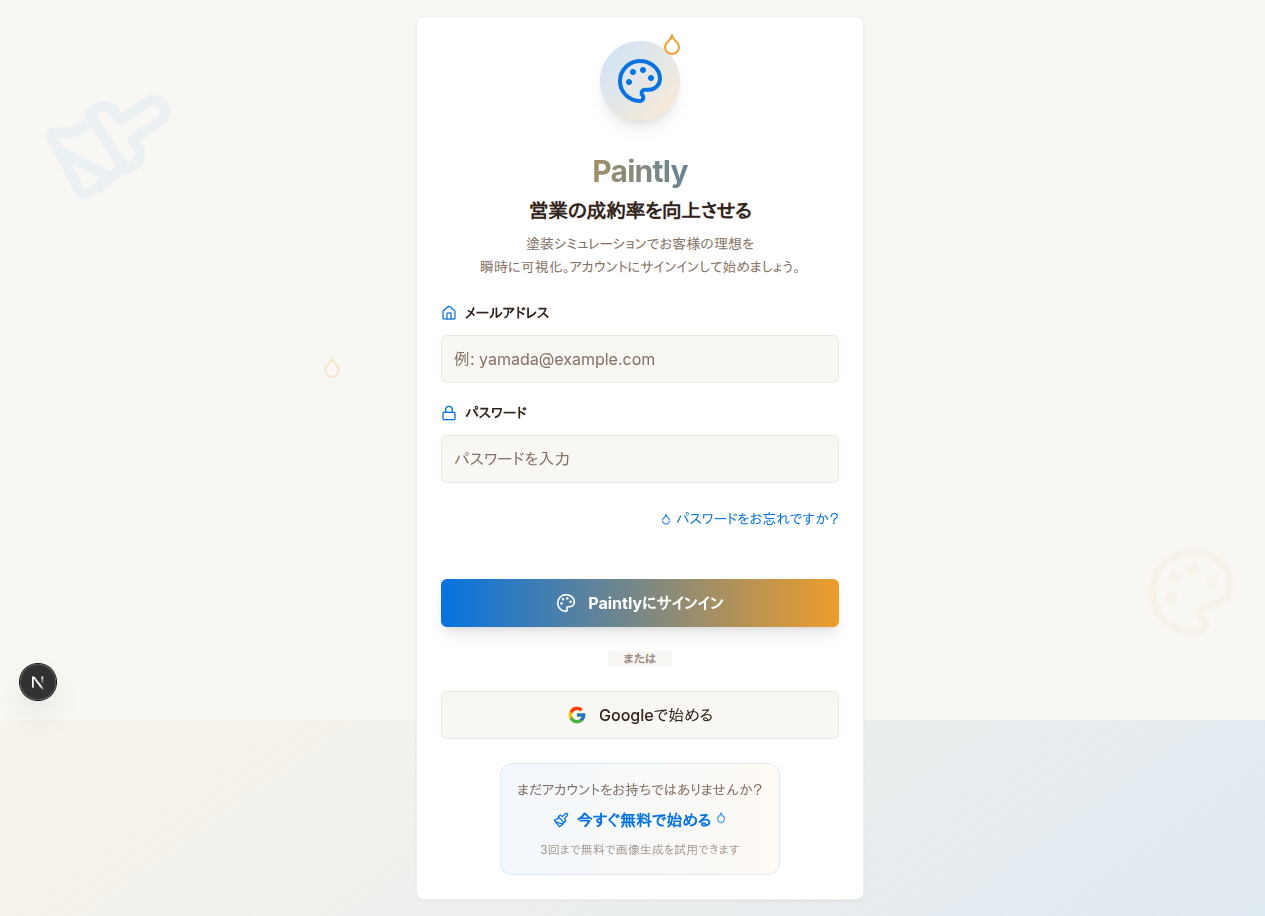 Paintly
営業の成約率を向上させる
塗装シミュレーションでお客様の理想を
瞬時に可視化。アカウントにサインインして始めましょう。
メールアドレス
例: yamada@example.com
パスワード
パスワードを入力
パスワードをお忘れですか?
Paintlyにサインイン
または
Googleで始める
まだアカウントをお持ちではありませんか?
今すぐ無料で始める
3回まで無料で画像生成を試用できます
N